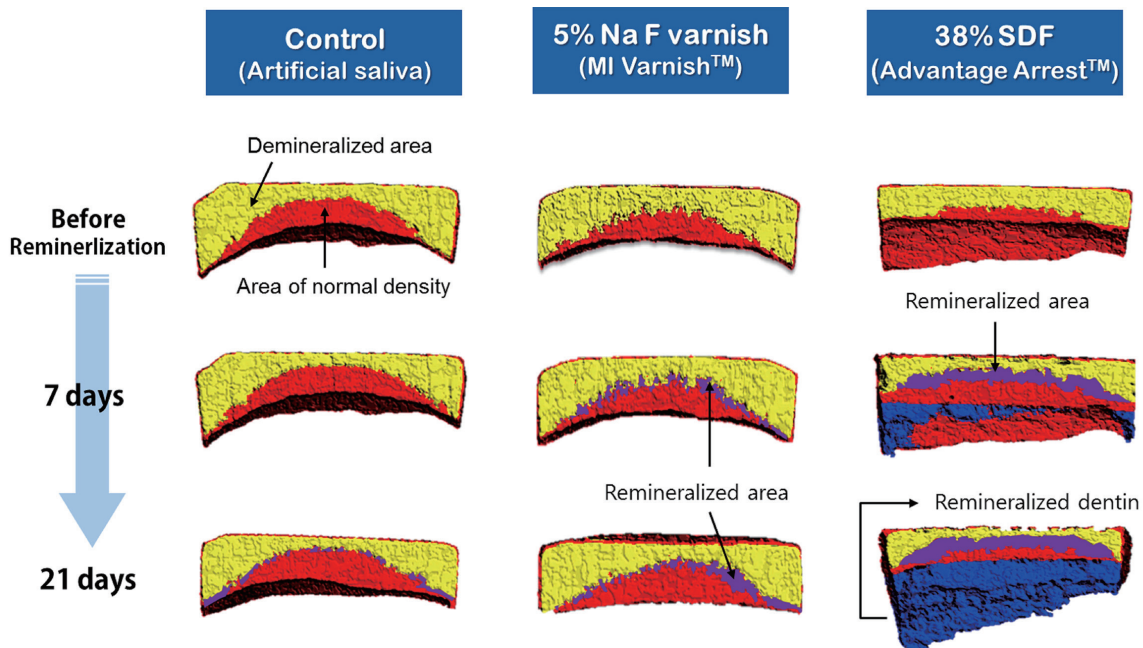 Control
(Artificial saliva)
5% Na F varnish
(MI Varnish™)
38% SDF
(Advantage Arrest™)
Demineralized area
Before
Reminerlization
Area of normal density
Remineralized area
7 days
Remineralized area
Remineralized dentin
21 days